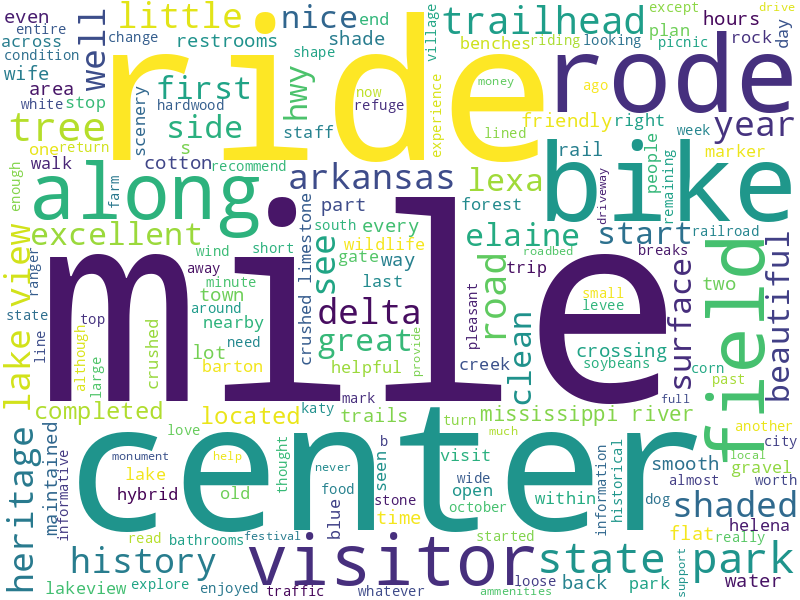 even
entire
end
little
nice
trailhead
except
drive
across
change
restrooms
shade
village
benches
riding
looking
plan
hours
day
condition
well
ride
rode
rock
picnic
wife
scenery
first
shape
hwy
now
money
ago
area
stop
hardwood
refuge
experience
white
tree
side
staff
lined
friendly
right
week
year
one
return
s
cotton
rail
people
marker
enough
walk
recommend
arkansas
lexa
remaining
driveway
bike
farm
along
part
forest
lake view
excellent
south
every
elaine
start
railroad
wind
short
crushed limestone
see
gate
wildlife
way
roadbed
breaks
field
ranger
away
minute
town
last
road
trip
surface
two
beautiful
state
top
around
delta
pleasant
small
levee
crossing
line
although
large
crushed
nearby
need
great
clean
soybeans
corn
lot
mile
helpful
provide
creek
past
barton
mark
full
completed
located
katy
trails
turn
mississippi river
another
heritage
love
much
city
maintained
informative
monument
help
thought
never
b
seen
visit
local
center
smooth
almost
worth
lake
food
stone
wide
open
within
information
historical
gravel
hybrid
old
blue
time
october
dog
shaded
helena
read
bathrooms
festival
started
flat
really
history
visitor
state
park
lakeview
explore
enjoyed
traffic
whatever
loose
ammenities
back
park
support
water